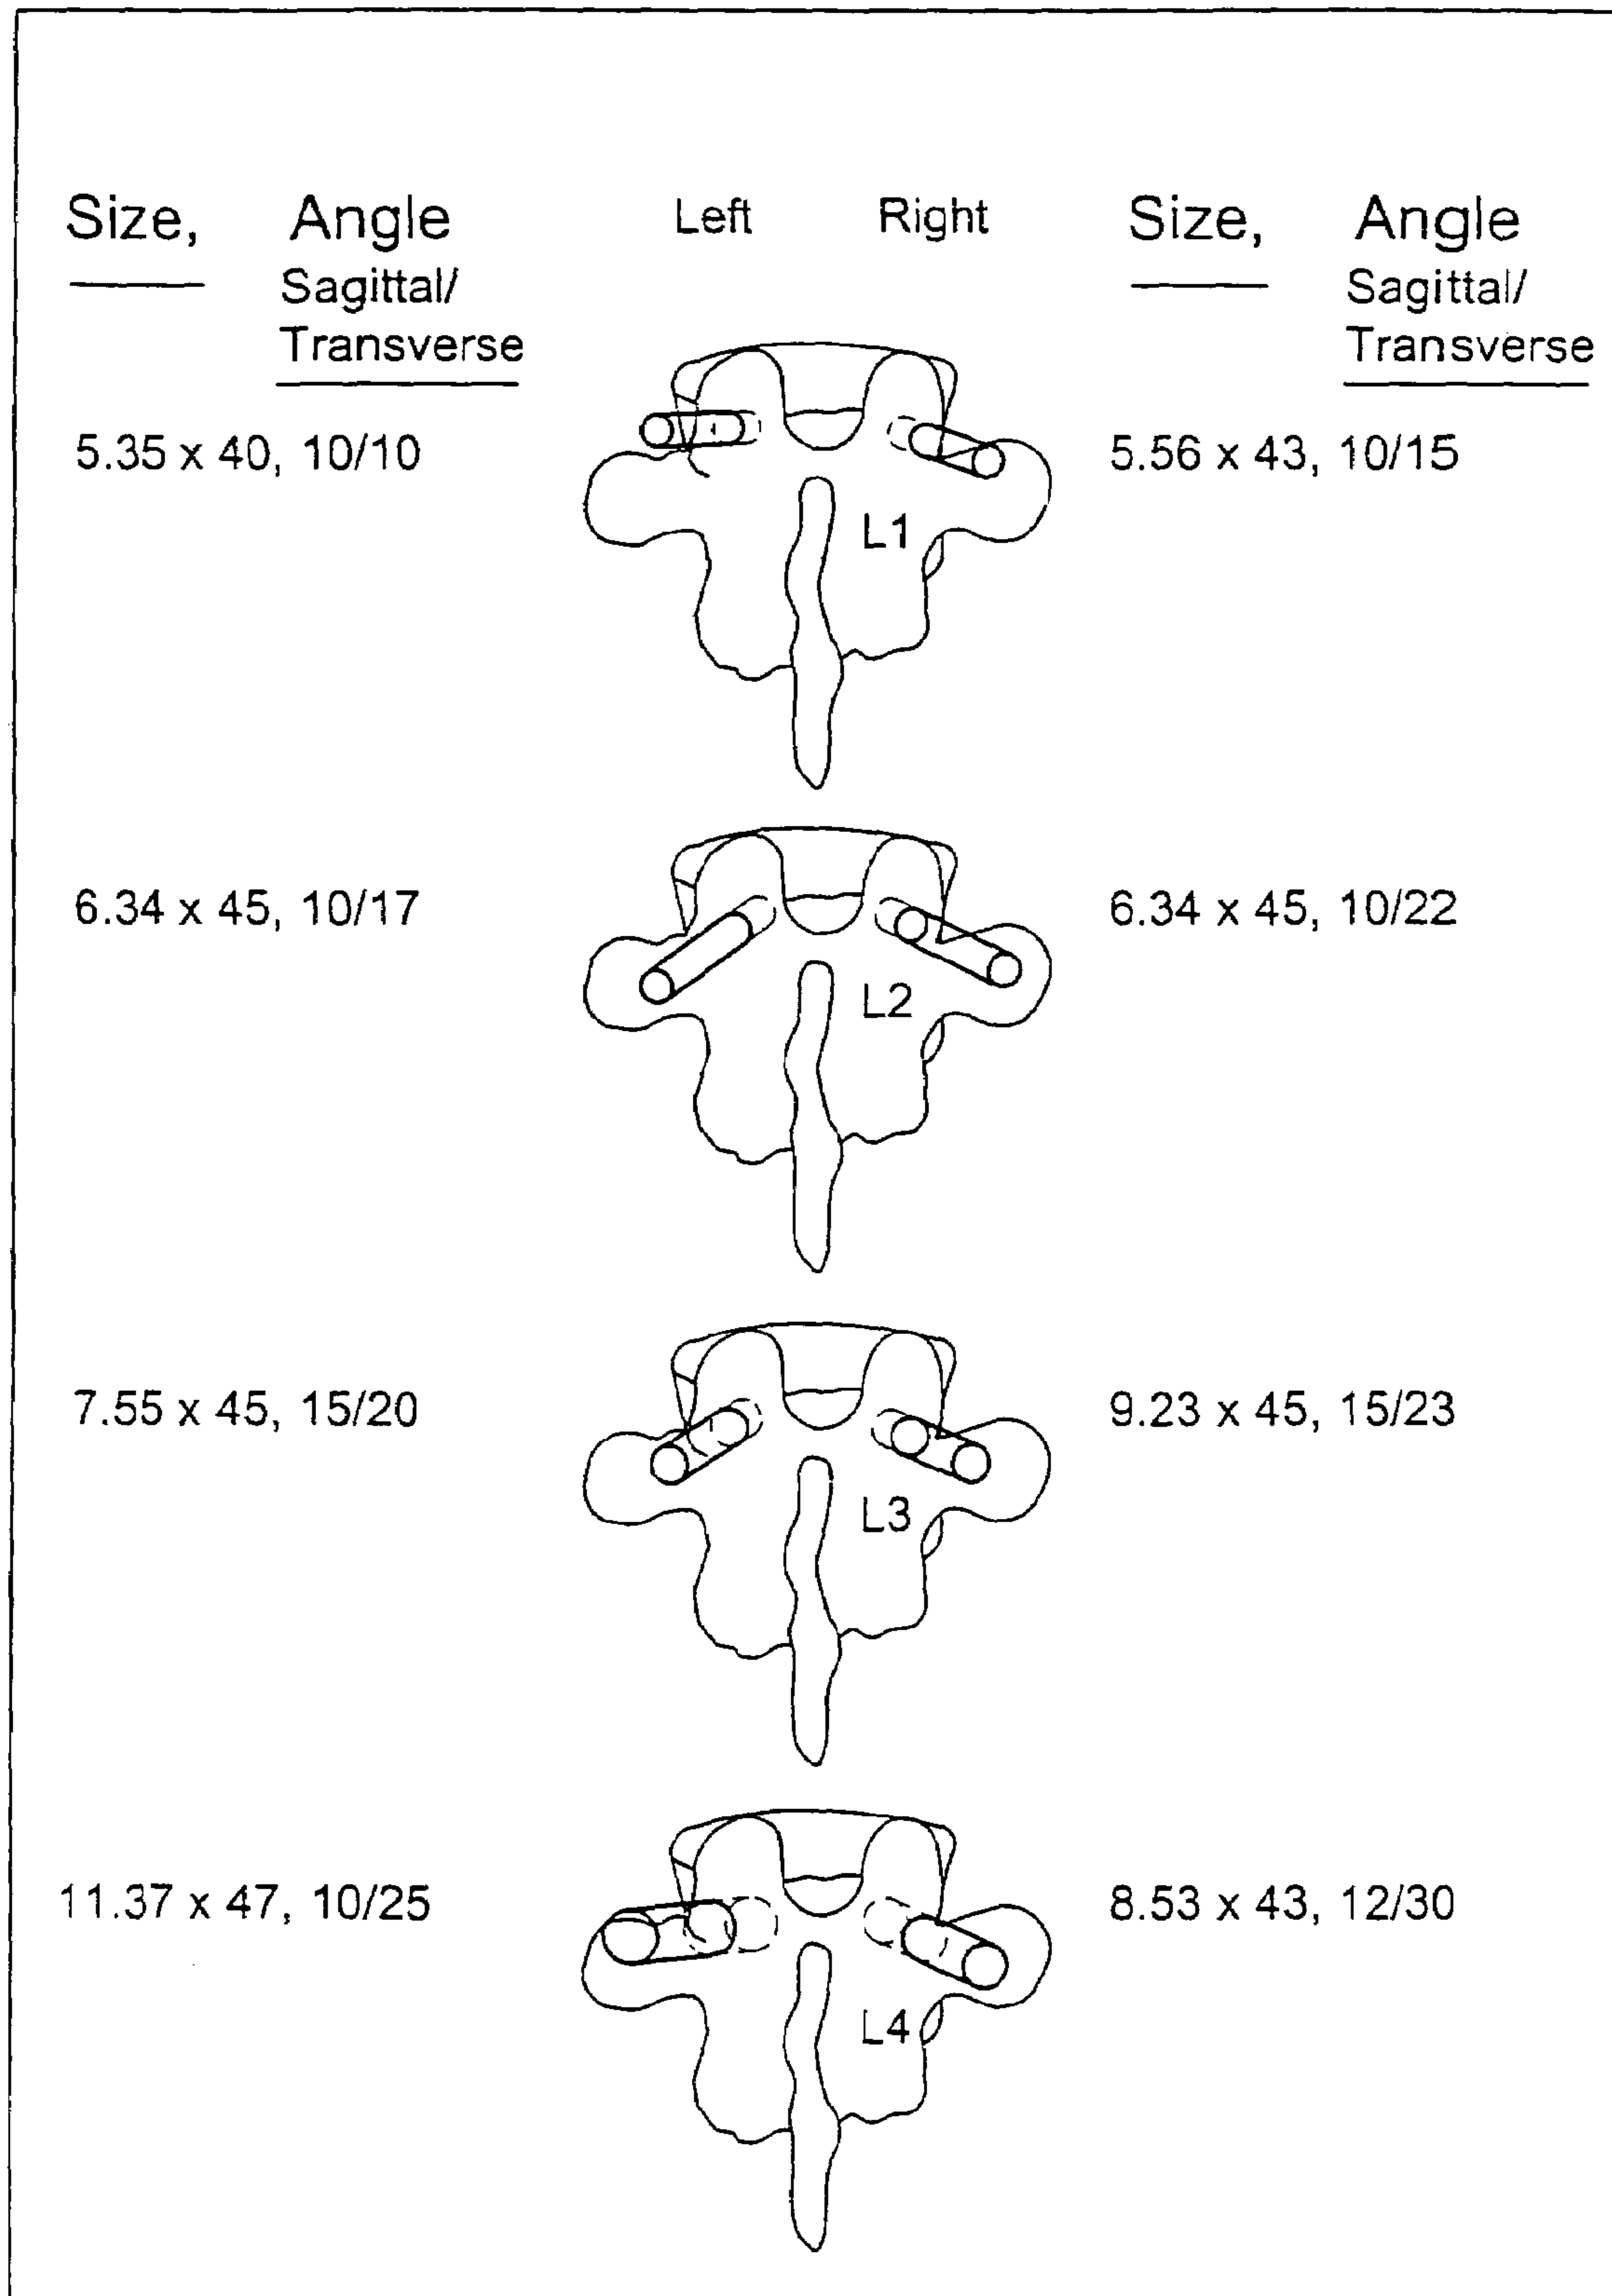 Size, Angle Left Right Size, Angle
Sagittal/ Sagittal/
Transverse Transverse
5.35 x 40, 10/10 5.56 x 43, 10/15
L1
6.34 x 45, 10/17 6.34 x 45, 10/22
L2
7.55 x 45, 15/20 9.23 x 45, 15/23
L3
11.37 x 47, 10/25 8.53 x 43, 12/30
L4